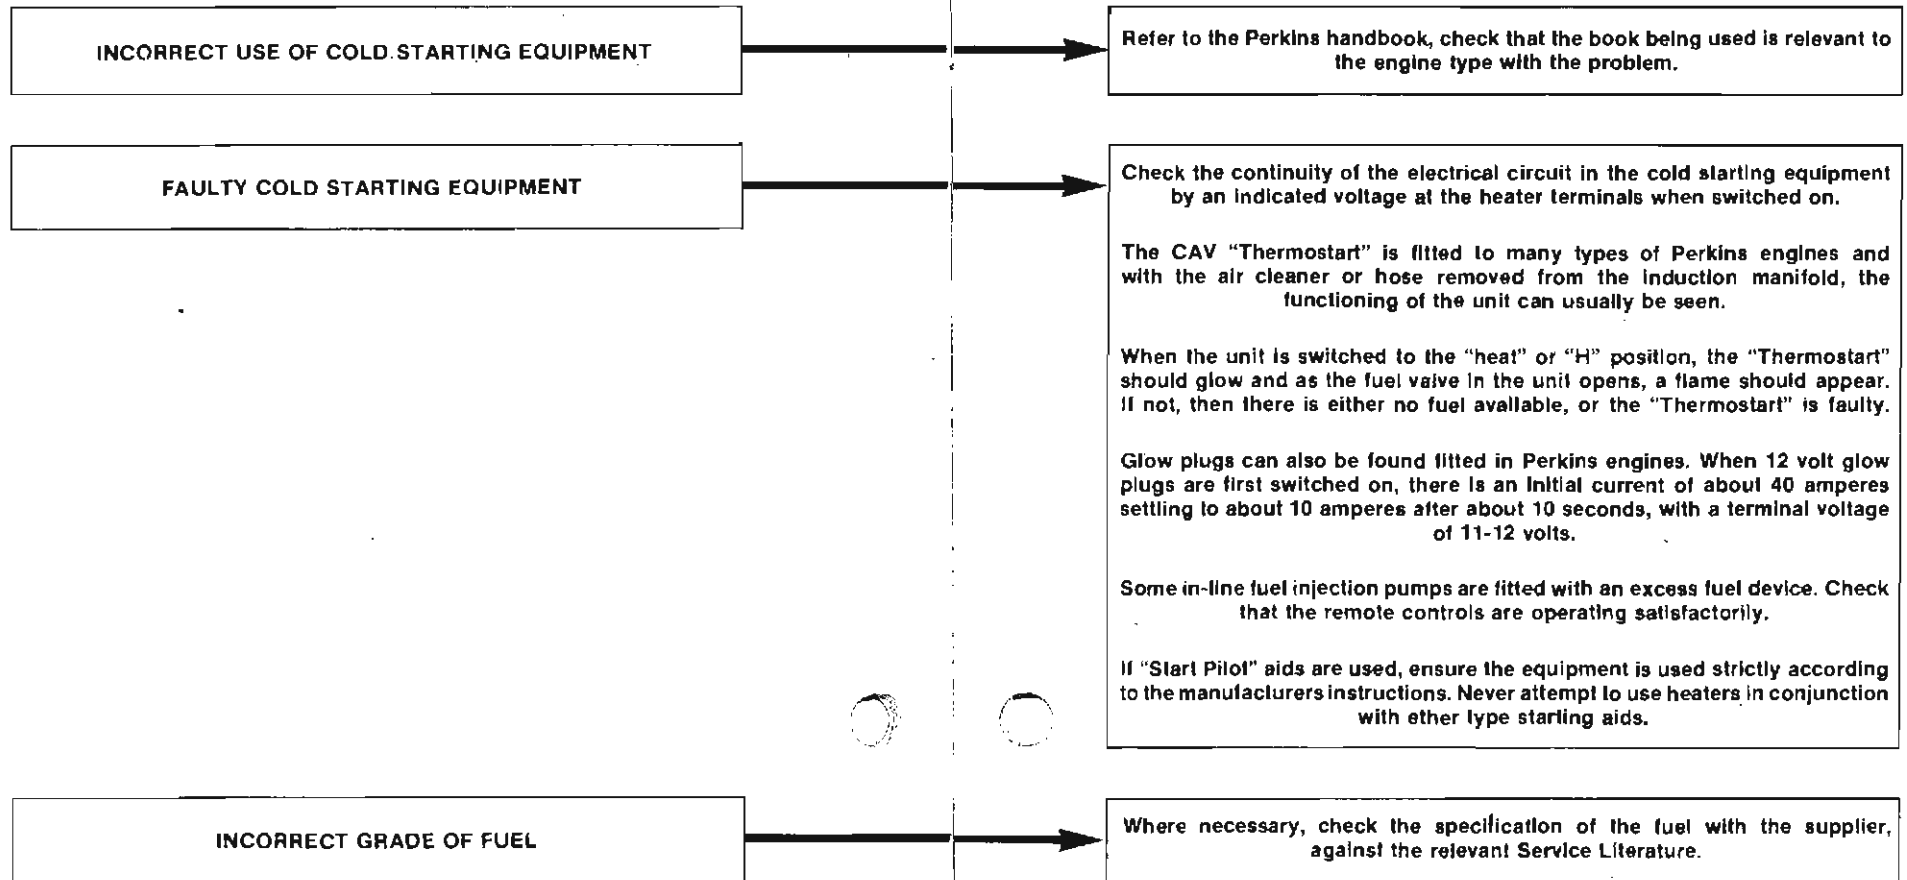 INCORRECT USE OF COLD STARTING EQUIPMENT
Refer to the Perkins handbook, check that the book being used is relevant to
the engine type with the problem.
FAULTY COLD STARTING EQUIPMENT
Check the continuity of the electrical circuit in the cold starting equipment
by an indicated voltage at the heater terminals when switched on.
The CAV “Thermostart” is fitted to many types of Perkins engines and
with the air cleaner or hose removed from the induction manifold, the
functioning of the unit can usually be seen.
When the unit is switched to the “heat” or “H” position, the “Thermostart”
should glow and as the fuel valve in the unit opens, a flame should appear.
If not, then there is either no fuel available, or the “Thermostart” is faulty.
Glow plugs can also be found fitted in Perkins engines. When 12 volt glow
plugs are first switched on, there is an initial current of about 40 amperes
settling to about 10 amperes after about 10 seconds, with a terminal voltage
of 11-12 volts.
Some in-line fuel injection pumps are fitted with an excess fuel device. Check
that the remote controls are operating satisfactorily.
If “Start Pilot” aids are used, ensure the equipment is used strictly according
to the manufacturers instructions. Never attempt to use heaters in conjunction
with ether type starting aids.
INCORRECT GRADE OF FUEL
Where necessary, check the specification of the fuel with the supplier,
against the relevant Service Literature.